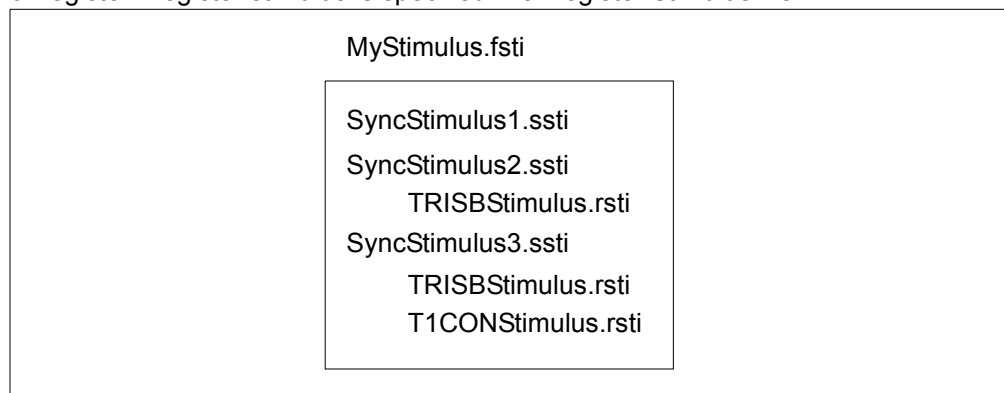 MyStimulus.fsti
SyncStimulus1.ssti
SyncStimulus2.ssti
TRISBStimulus.rsti
SyncStimulus3.ssti
TRISBStimulus.rsti
T1CONStimulus.rsti